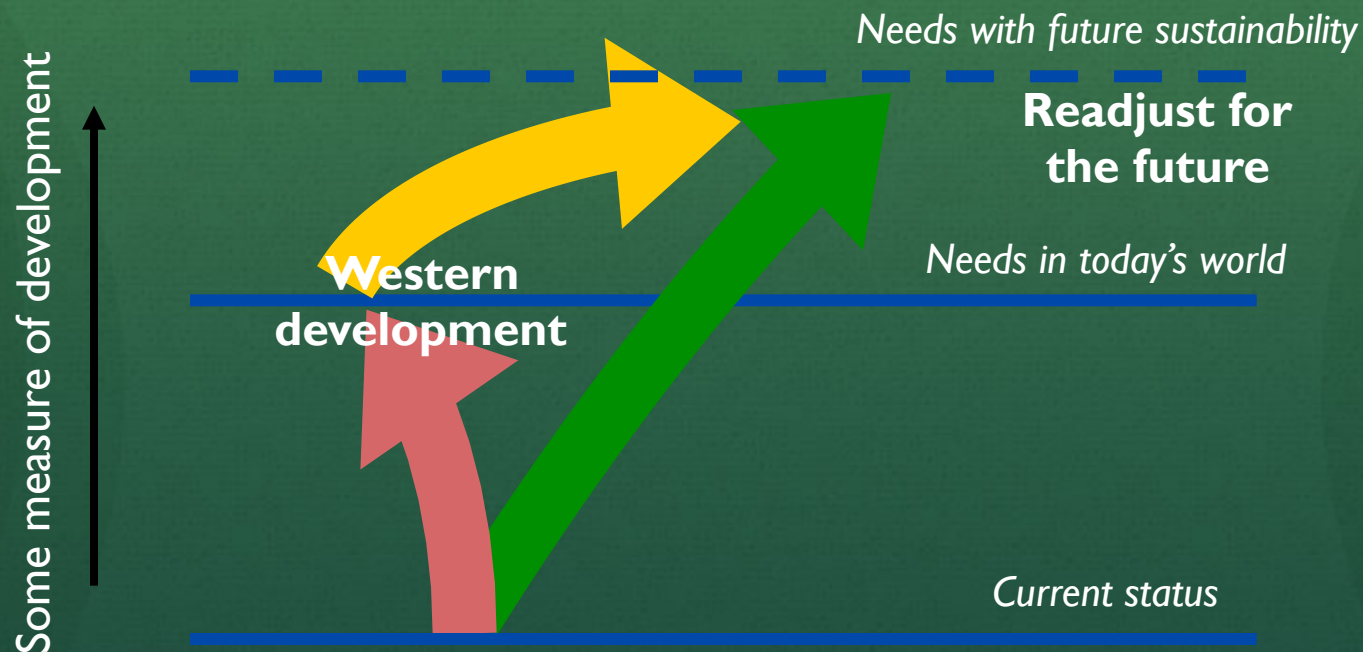 Needs with future sustainability
Readjust for
the future
Needs in today's world
Western
development
Current status
Some measure of development